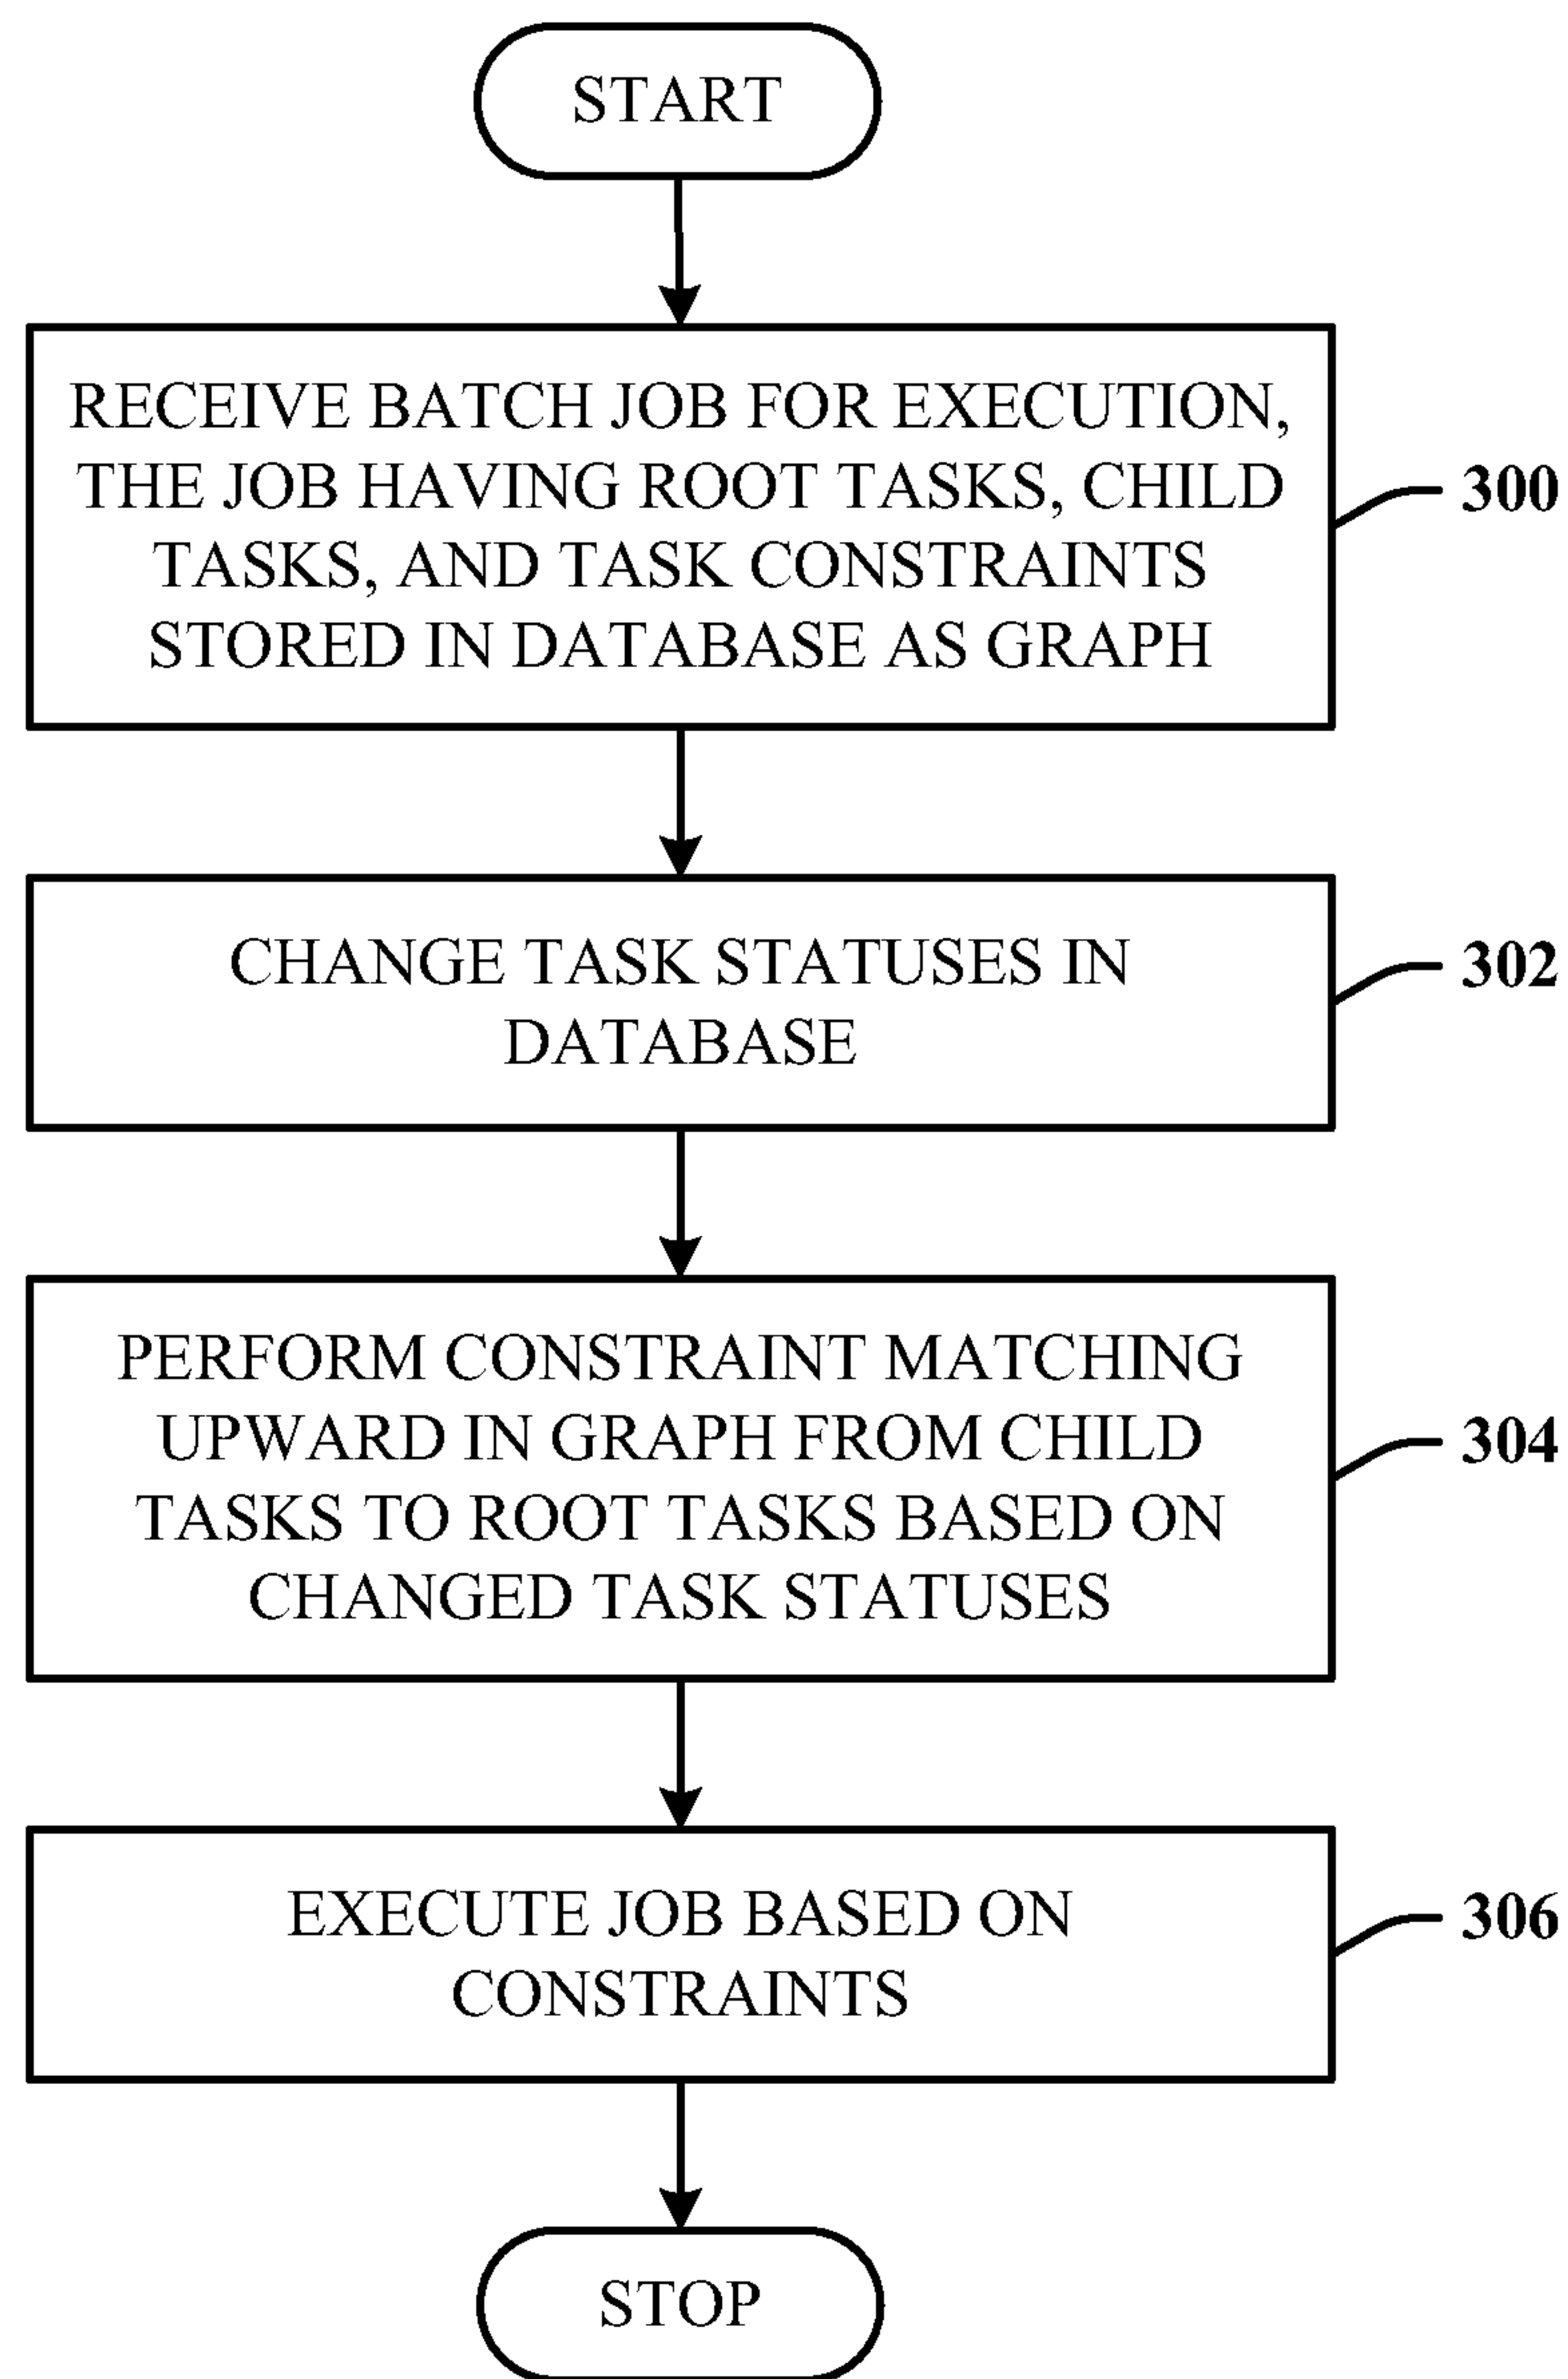 START
RECEIVE BATCH JOB FOR EXECUTION,
THE JOB HAVING ROOT TASKS, CHILD
TASKS, AND TASK CONSTRAINTS
STORED IN DATABASE AS GRAPH
300
CHANGE TASK STATUSES IN
DATABASE
302
PERFORM CONSTRAINT MATCHING
UPWARD IN GRAPH FROM CHILD
TASKS TO ROOT TASKS BASED ON
CHANGED TASK STATUSES
304
EXECUTE JOB BASED ON
CONSTRAINTS
306
STOP